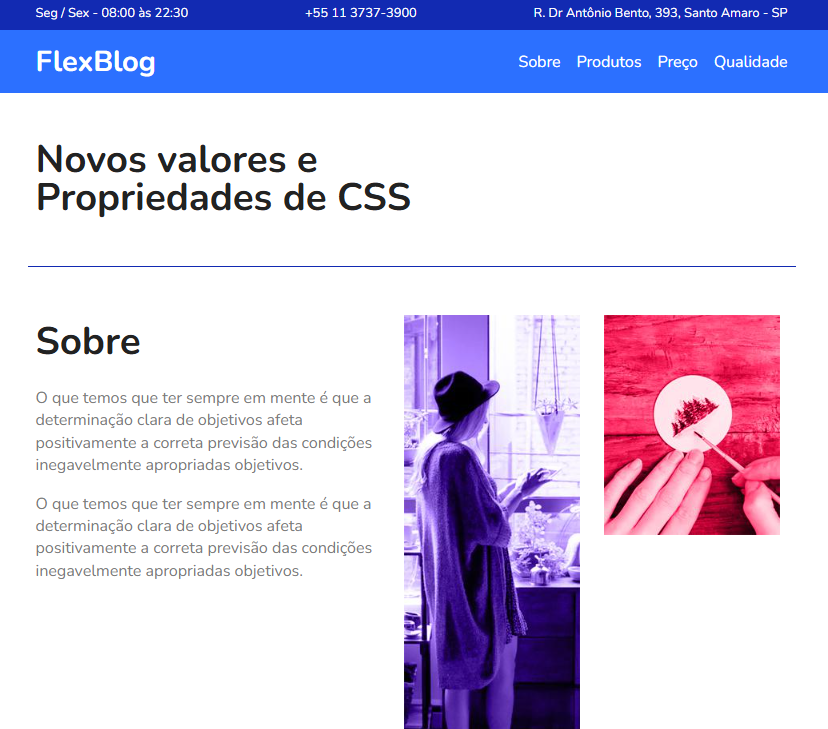 Seg / Sex - 08:00 às 22:30
+55 11 3737-3900
R. Dr Antônio Bento, 393, Santo Amaro - SP
FlexBlog
Sobre
Produtos
Preço
Qualidade
Novos valores e
Propriedades de CSS
Sobre
O que temos que ter sempre em mente é que a
determinação clara de objetivos afeta
positivamente a correta previsão das condições
inegavelmente apropriadas objetivos.
O que temos que ter sempre em mente é que a
determinação clara de objetivos afeta
positivamente a correta previsão das condições
inegavelmente apropriadas objetivos.